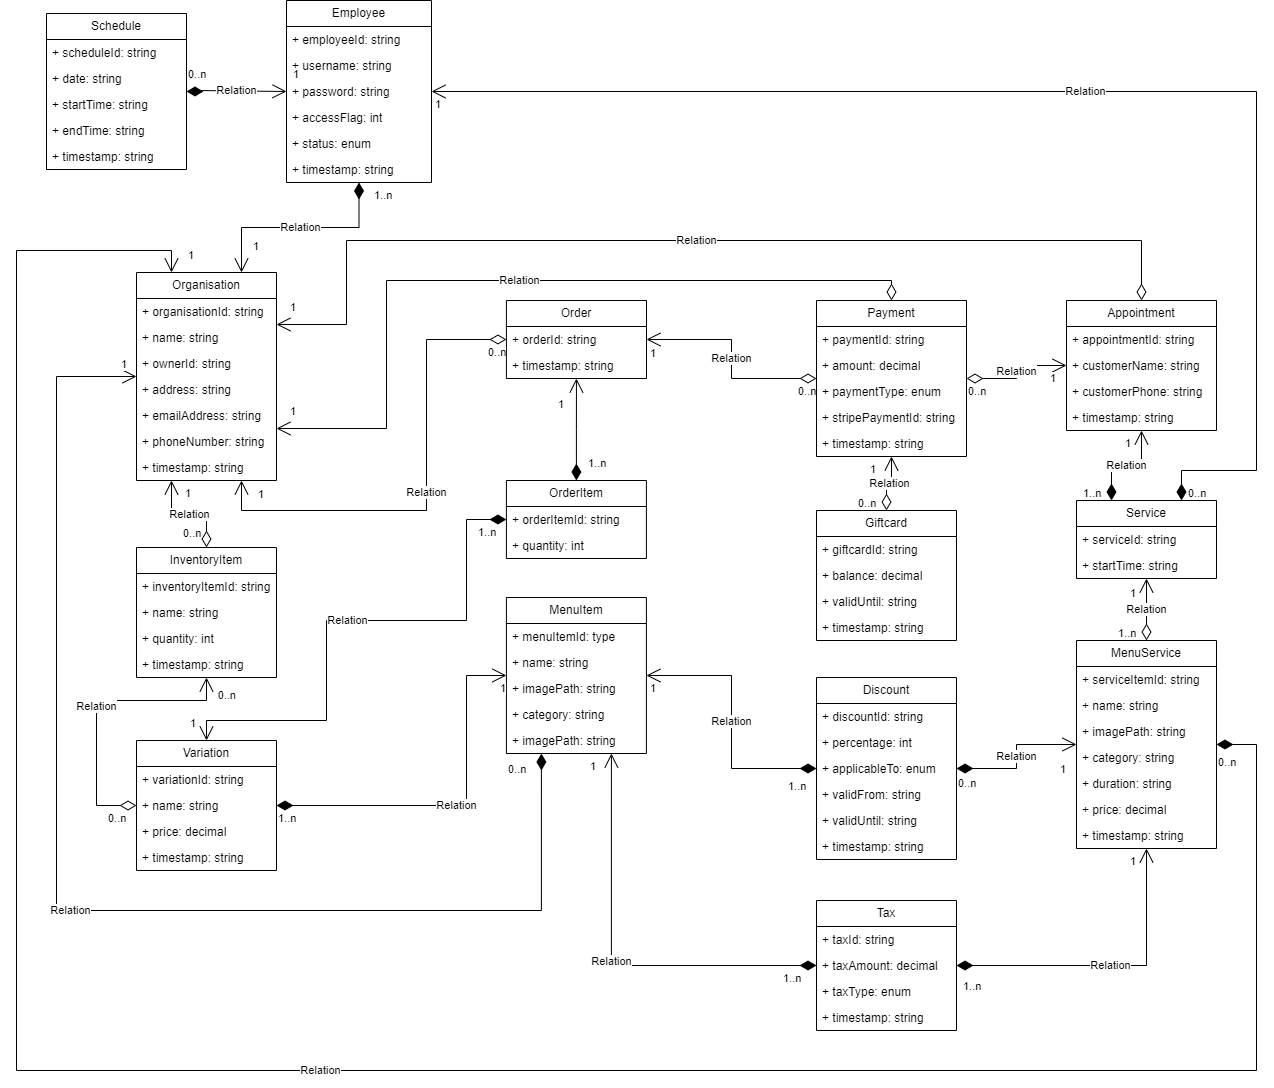 Schedule
+ scheduleId: string
+ date: string
+ startTime: string
+ endTime: string
+ timestamp: string
0..n
Relation
1
Employee
+ employeeId: string
+ username: string
+ password: string
+ accessFlag: int
+ status: enum
+ timestamp: string
1
Relation
1..n
Relation
1
1
Relation
Organisation
+ organisationId: string
+ name: string
+ ownerId: string
+ address: string
+ emailAddress: string
+ phoneNumber: string
+ timestamp: string
1
1
1
1
1
Relation
Relation
0..n
Relation
Order
+ orderId: string
+ timestamp: string
0..n
1
Relation
0..n
Payment
+ paymentId: string
+ amount: decimal
+ paymentType: enum
+ stripePaymentId: string
+ timestamp: string
0..n
Relation
1
Appointment
+ appointmentId: string
+ customerName: string
+ customerPhone: string
+ timestamp: string
1
Relation
1..n
0..n
1
1..n
OrderItem
+ orderItemId: string
+ quantity: int
1..n
Relation
1
Relation
0..n
Giftcard
+ giftcardId: string
+ balance: decimal
+ validUntil: string
+ timestamp: string
Service
+ serviceId: string
+ startTime: string
1
Relation
1..n
InventoryItem
+ inventoryItemId: string
+ name: string
+ quantity: int
+ timestamp: string
0..n
Relation
1
Variation
+ variationId: string
+ name: string
+ price: decimal
+ timestamp: string
0..n
1..n
Relation
MenuItem
+ menuItemId: type
+ name: string
+ imagePath: string
+ category: string
+ imagePath: string
1
1
0..n
1
Relation
Relation
1..n
Discount
+ discountId: string
+ percentage: int
+ applicableTo: enum
+ validFrom: string
+ validUntil: string
+ timestamp: string
0..n
Relation
1
MenuService
+ serviceItemId: string
+ name: string
+ imagePath: string
+ category: string
+ duration: string
+ price: decimal
+ timestamp: string
0..n
1
Relation
1..n
Tax
+ taxId: string
+ taxAmount: decimal
+ taxType: enum
+ timestamp: string
1..n
Relation
Relation